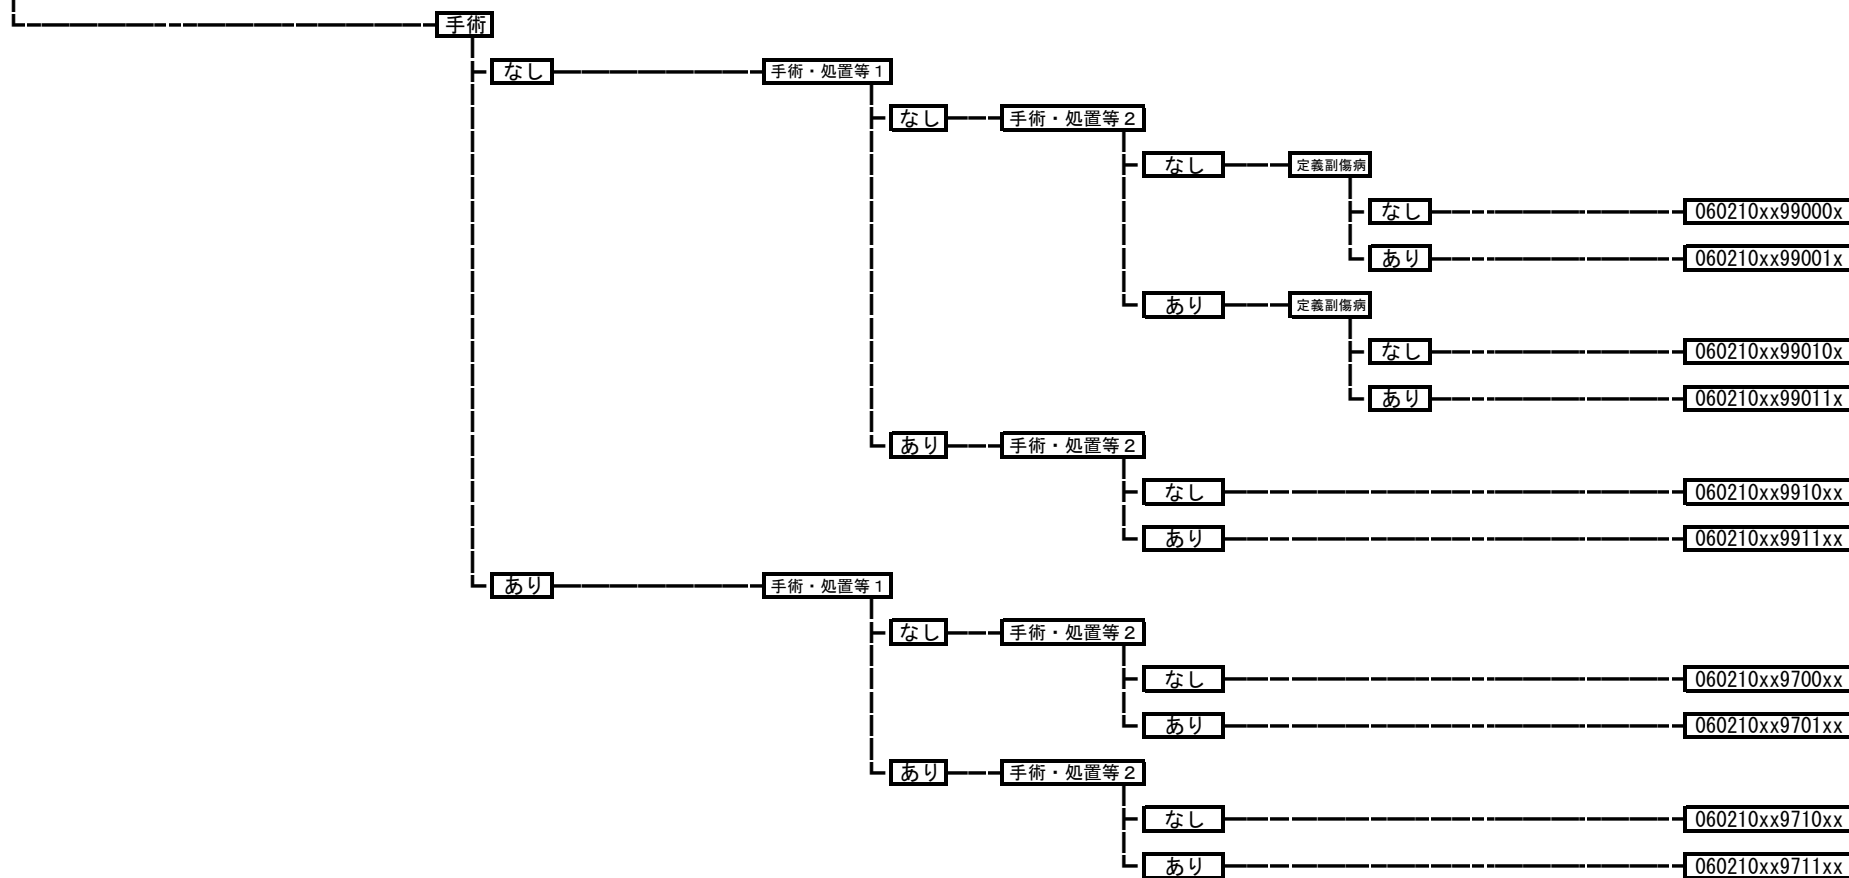 手術
なし 手術・処置等1
なし 手術・処置等2
なし 定義副傷病
なし 060210xx99000x
あり 060210xx99001x
あり 定義副傷病
なし 060210xx99010x
あり 060210xx99011x
あり 手術・処置等2
なし 060210xx9910xx
あり 060210xx9911xx
あり 手術・処置等1
なし 手術・処置等2
なし 060210xx9700xx
あり 060210xx9701xx
あり 手術・処置等2
なし 060210xx9710xx
あり 060210xx9711xx